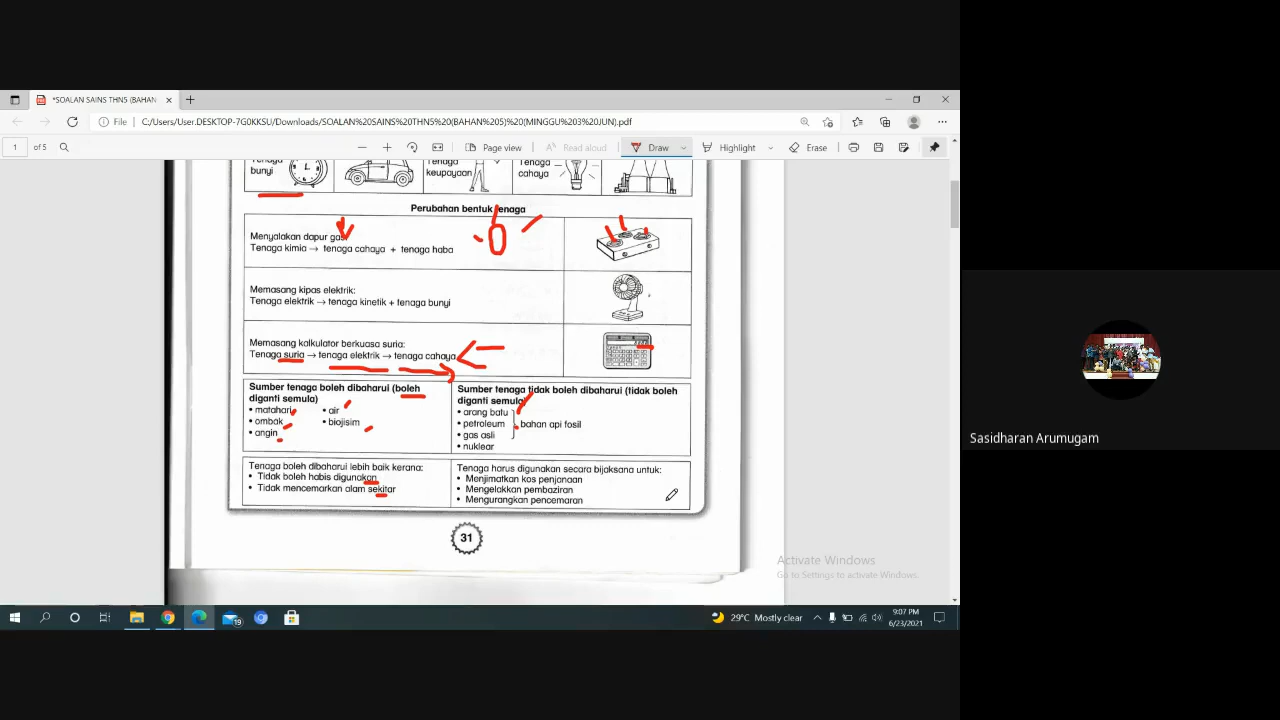 *SOALAN SAINS THN5 (BAHAN
File
C:/Users/User.DESKTOP-7G0KKSU/Downloads/SOALAN%20SAINS%20THN5%20(BAHAN%205)%20(MINGGU%203%20JUN).pdf
1 of 5
Page view
Read aloud
Draw
Highlight
Erase
Tenaga
bunyi
Tenaga
keupayaan
Tenaga
cahaya
Perubahan bentuk tenaga
Menyalakan dapur gas:
Tenaga kimia → tenaga cahaya + tenaga haba
Memasang kipas elektrik:
Tenaga elektrik → tenaga kinetik + tenaga bunyi
Memasang kalkulator berkuasa suria:
Tenaga suria → tenaga elektrik → tenaga cahaya
Sumber tenaga boleh dibaharui (boleh
diganti semula)
• matahari
• air
• ombak
• biojisim
• angin
Sumber tenaga tidak boleh dibaharui (tidak boleh
diganti semula)
• arang batu
• petroleum
bahan api fosil
• gas asli
• nuklear
Tenaga boleh dibaharui lebih baik kerana:
• Tidak boleh habis digunakan
• Tidak mencemarkan alam sekitar
Tenaga harus digunakan secara bijaksana untuk:
• Menjimatkan kos penjanaan
• Mengelakkan pembaziran
• Mengurangkan pencemaran
31
Activate Windows
Go to Settings to activate Windows.
19
29°C Mostly clear
9:07 PM
6/23/2021
Sasidharan Arumugam